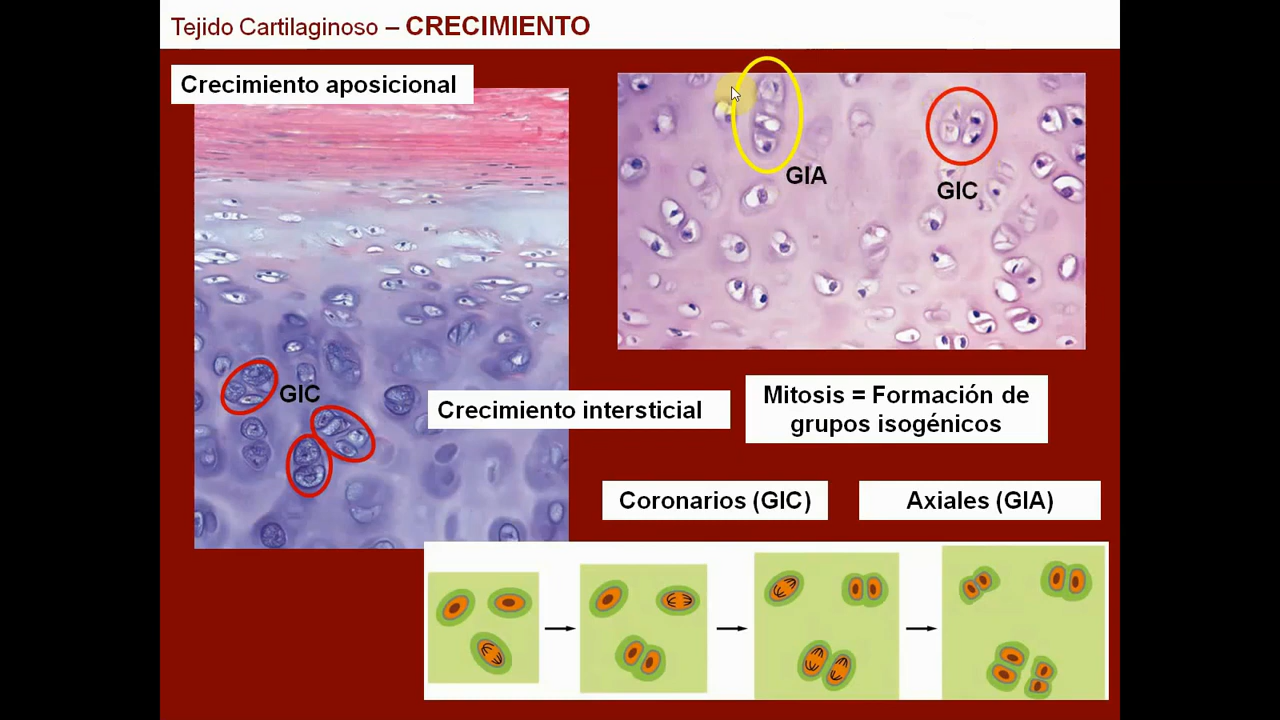 Tejido Cartilaginoso – CRECIMIENTO
Crecimiento aposicional
GIA
GIC
GIC
Crecimiento intersticial
Mitosis = Formación de
grupos isogénicos
Coronarios (GIC)
Axiales (GIA)